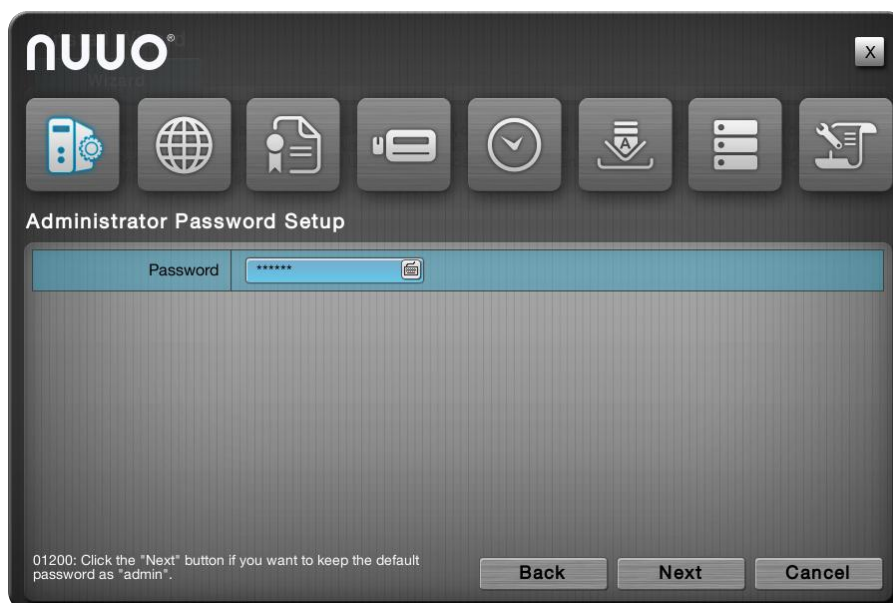 nuuo®
Wizard
X
A
Administrator Password Setup
Password ******
01200: Click the "Next" button if you want to keep the default
password as "admin".
Back Next Cancel